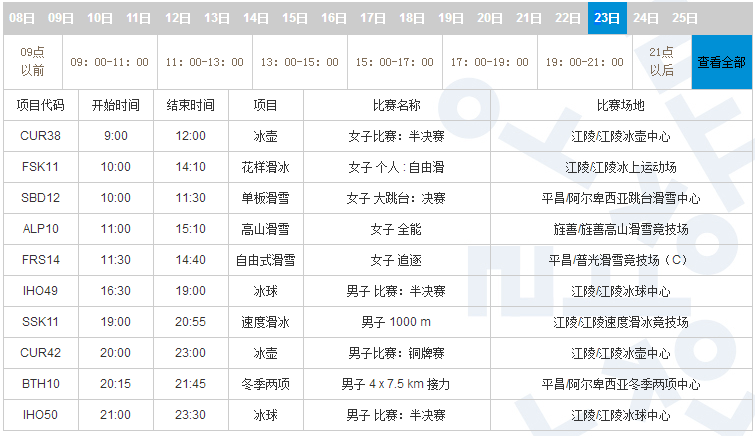 08日 09日 10日 11日 12日 13日 14日 15日 16日 17日 18日 19日 20日 21日 22日 23日 24日 25日
09点以前 09：00-11：00 11：00-13：00 13：00-15：00 15：00-17：00 17：00-19：00 19：00-21：00 21点以后 查看全部
项目代码 开始时间 结束时间 项目 比赛名称 比赛场地
CUR38 9:00 12:00 冰壶 女子比赛：半决赛 江陵/江陵冰壶中心
FSK11 10:00 14:10 花样滑冰 女子 个人 : 自由滑 江陵/江陵冰上运动场
SBD12 10:00 11:30 单板滑雪 女子 大跳台：决赛 平昌/阿尔卑西亚跳台滑雪中心
ALP10 11:00 15:10 高山滑雪 女子 全能 旌善/旌善高山滑雪竞技场
FRS14 11:30 14:40 自由式滑雪 女子 追逐 平昌/普光滑雪竞技场（C）
IHO49 16:30 19:00 冰球 男子 比赛：半决赛 江陵/江陵冰球中心
SSK11 19:00 20:55 速度滑冰 男子 1000 m 江陵/江陵速度滑冰竞技场
CUR42 20:00 23:00 冰壶 男子比赛：铜牌赛 江陵/江陵冰壶中心
BTH10 20:15 21:45 冬季两项 男子 4 x 7.5 km 接力 平昌/阿尔卑西亚冬季两项中心
IHO50 21:00 23:30 冰球 男子 比赛：半决赛 江陵/江陵冰球中心